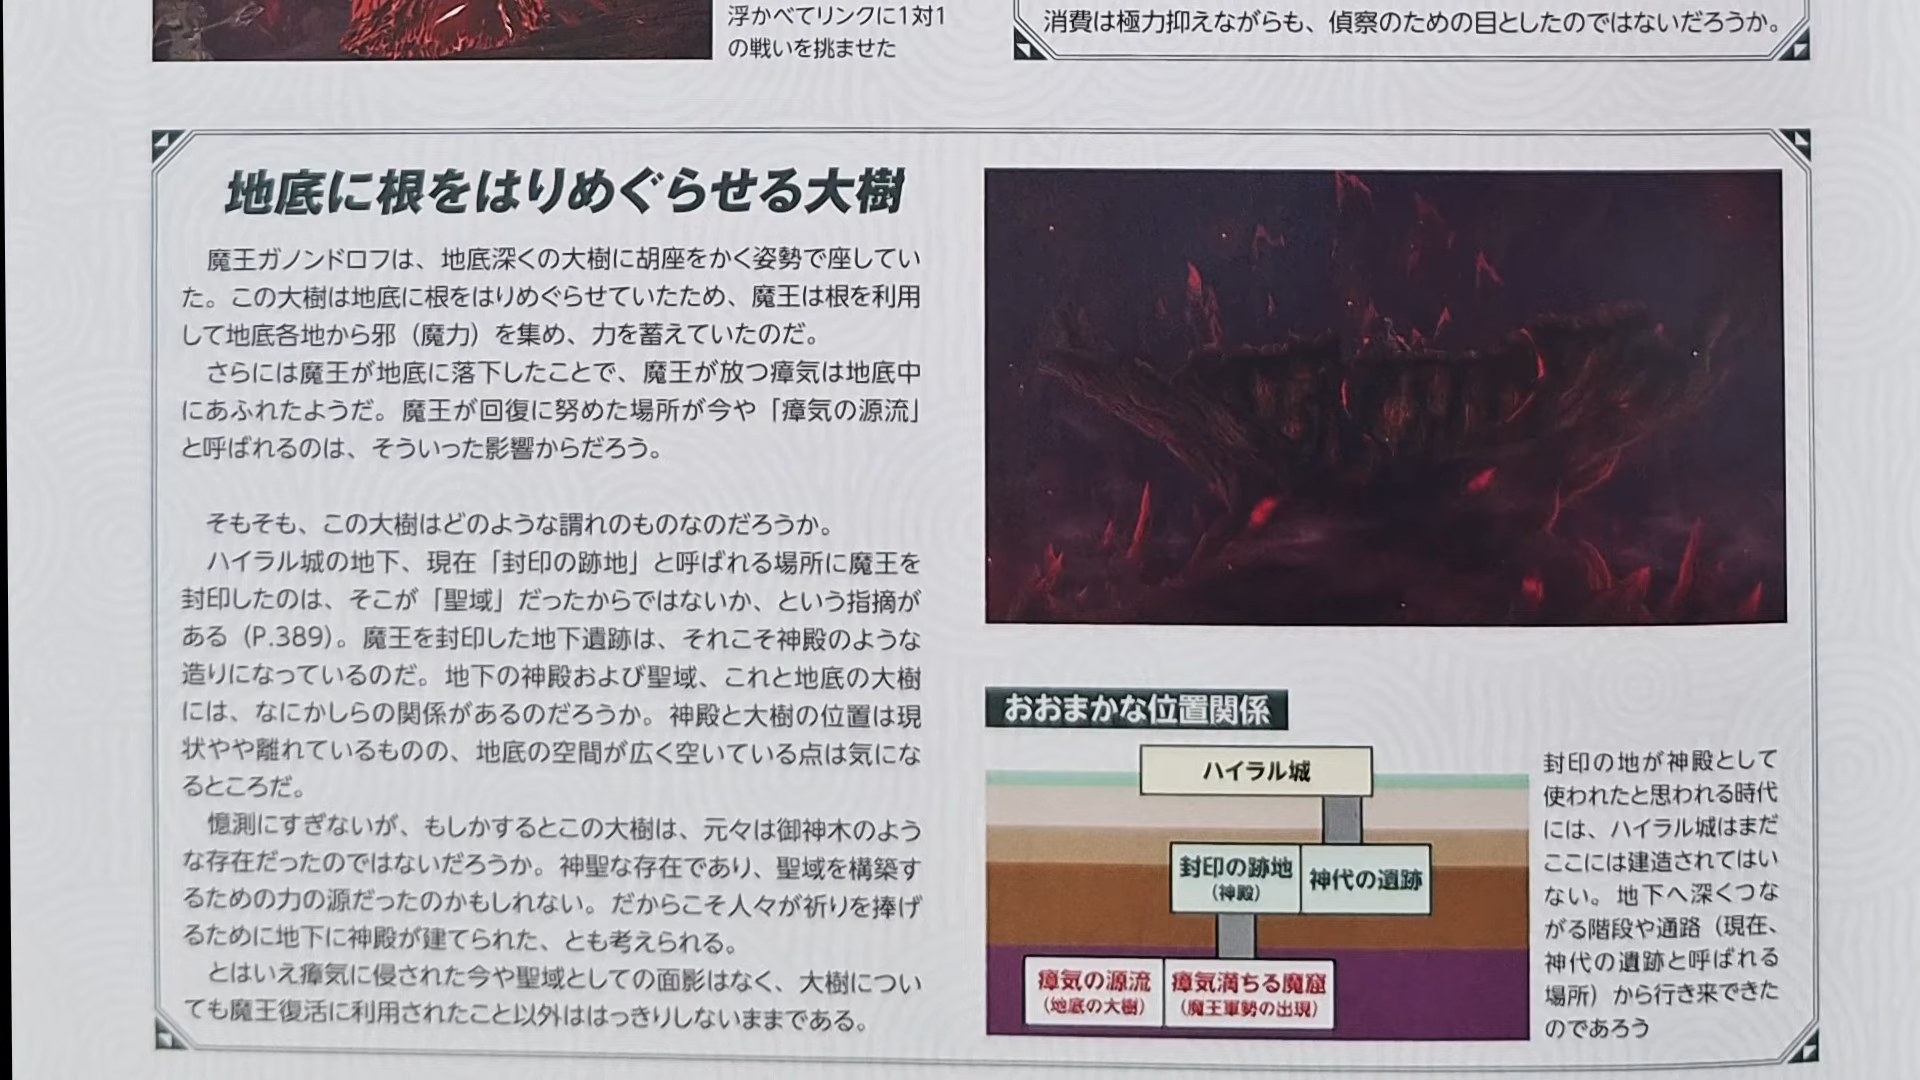 浮かべてリンクに1対1
の戦いを挑ませた
消費は極力抑えながらも、偵察のための目としたのではないだろうか。
地底に根をはりめぐらせる大樹
魔王ガノンドロフは、地底深くの大樹に胡座をかく姿勢で座してい
た。この大樹は地底に根をはりめぐらせていたため、魔王は根を利用
して地底各地から邪（魔力）を集め、力を蓄えていたのだ。
さらには魔王が地底に落下したことで、魔王が放つ瘴気は地底中
にあふれたようだ。魔王が回復に努めた場所が今や「瘴気の源流」
と呼ばれるのは、そういった影響からだろう。
そもそも、この大樹はどのような謂れのものなのだろうか。
ハイラル城の地下、現在「封印の跡地」と呼ばれる場所に魔王を
封印したのは、そこが「聖域」だったからではないか、という指摘が
ある（P.389）。魔王を封印した地下遺跡は、それこそ神殿のような
造りになっているのだ。地下の神殿および聖域、これと地底の大樹
には、なにかしらの関係があるのだろうか。神殿と大樹の位置は現
状やや離れているものの、地底の空間が広く空いている点は気にな
るところだ。
憶測にすぎないが、もしかするとこの大樹は、元々は御神木のよう
な存在だったのではないだろうか。神聖な存在であり、聖域を構築す
るための力の源だったのかもしれない。だからこそ人々が祈りを捧げ
るために地下に神殿が建てられた、とも考えられる。
とはいえ瘴気に侵された今や聖域としての面影はなく、大樹につい
ても魔王復活に利用されたこと以外ははっきりしないままである。
おおまかな位置関係
ハイラル城
封印の跡地
（神殿）
神代の遺跡
瘴気の源流
（地底の大樹）
瘴気満ちる魔窟
（魔王軍勢の出現）
封印の地が神殿として
使われたと思われる時代
には、ハイラル城はまだ
ここには建造されてはい
ない。地下へ深くつな
がる階段や通路（現在、
神代の遺跡と呼ばれる
場所）から行き来できた
のであろう